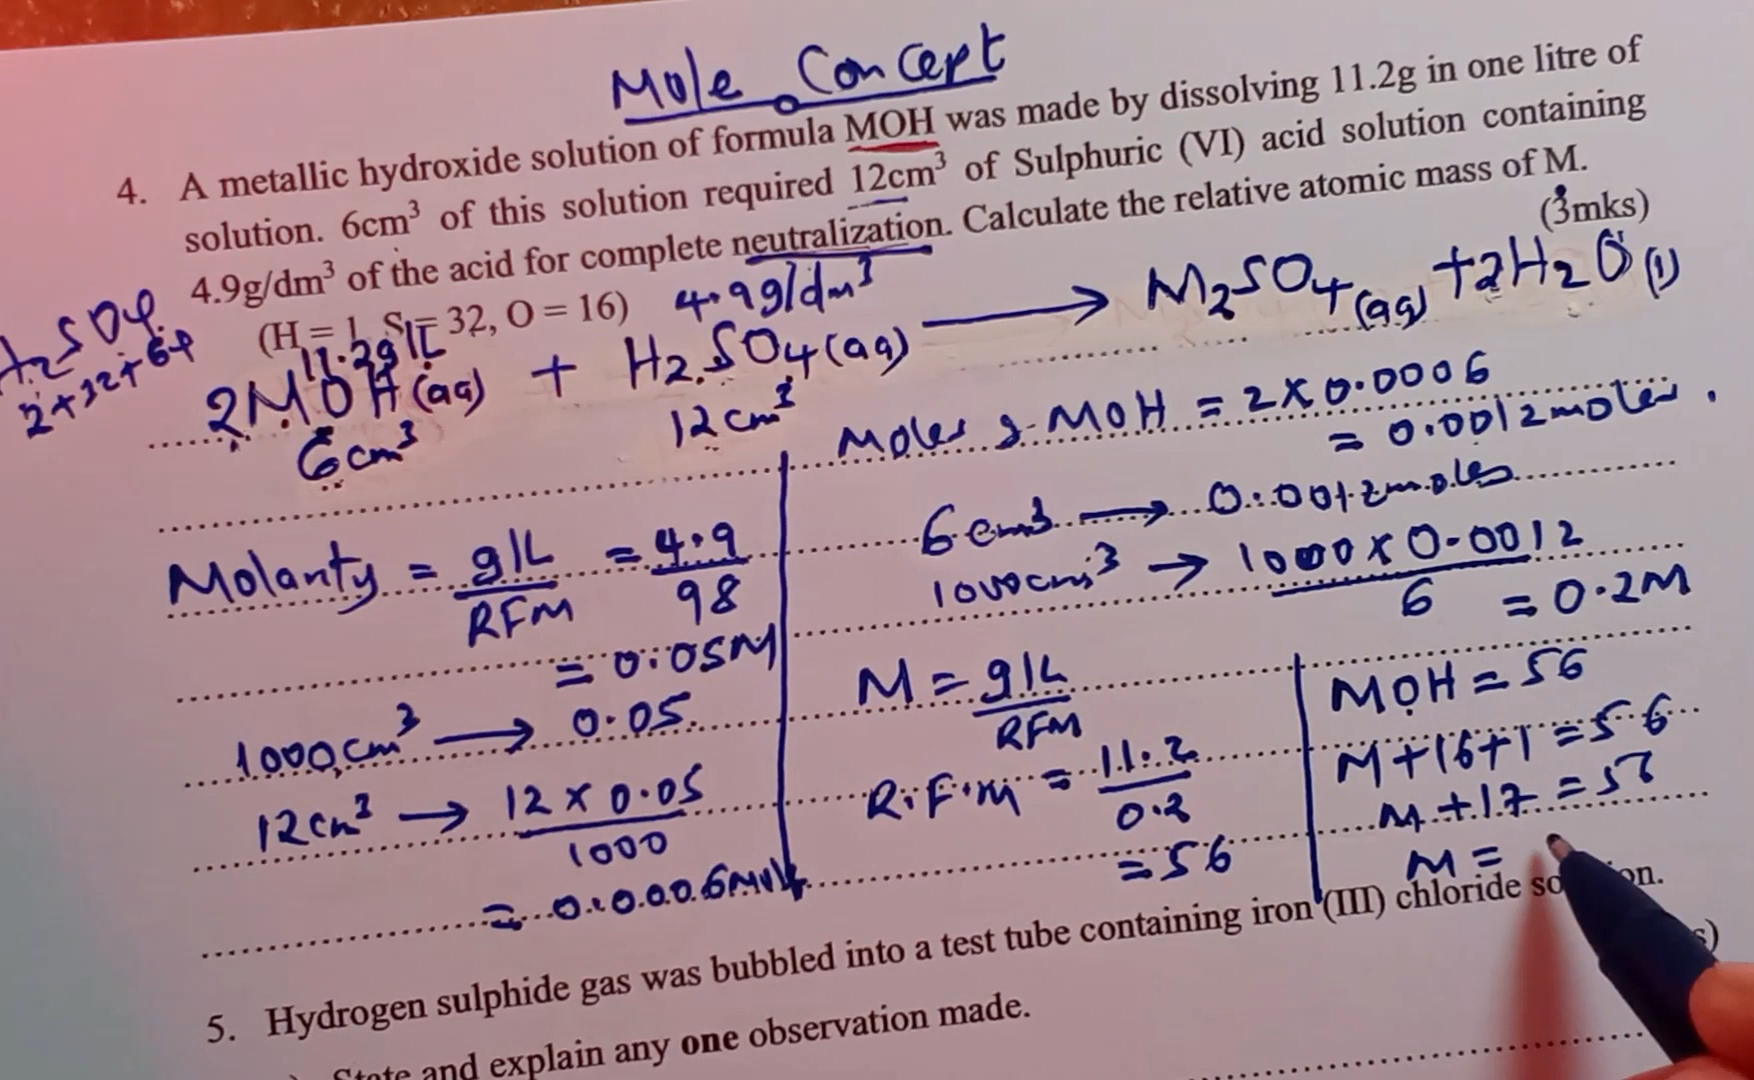 Mole Concept
4. A metallic hydroxide solution of formula MOH was made by dissolving 11.2g in one litre of
solution. 6cm³ of this solution required 12cm³ of Sulphuric (VI) acid solution containing
4.9g/dm³ of the acid for complete neutralization. Calculate the relative atomic mass of M.
(H = 1, S = 32, O = 16)
(3mks)
H2SO4
2+32+64
11.2g/L
4.9g/dm³
2MOH(aq) + H2SO4(aq) ⟶ M2SO4(aq) + 2H2O(l)
6cm³
12cm³
Molarity = g/L / RFM = 4.9 / 98
= 0.05M
1000cm³ → 0.05
12cm³ → 12 x 0.05 / 1000
= 0.0006mol
Moles of MOH = 2 x 0.0006
= 0.0012 moles.
6cm³ → 0.0012moles
1000cm³ → 1000 x 0.0012 / 6 = 0.2M
M = g/L / RFM
R.F.M = 11.2 / 0.2
= 56
MOH = 56
M+16+1 = 56
M+17 = 56
M =
5. Hydrogen sulphide gas was bubbled into a test tube containing iron (III) chloride
State and explain any one observation made.